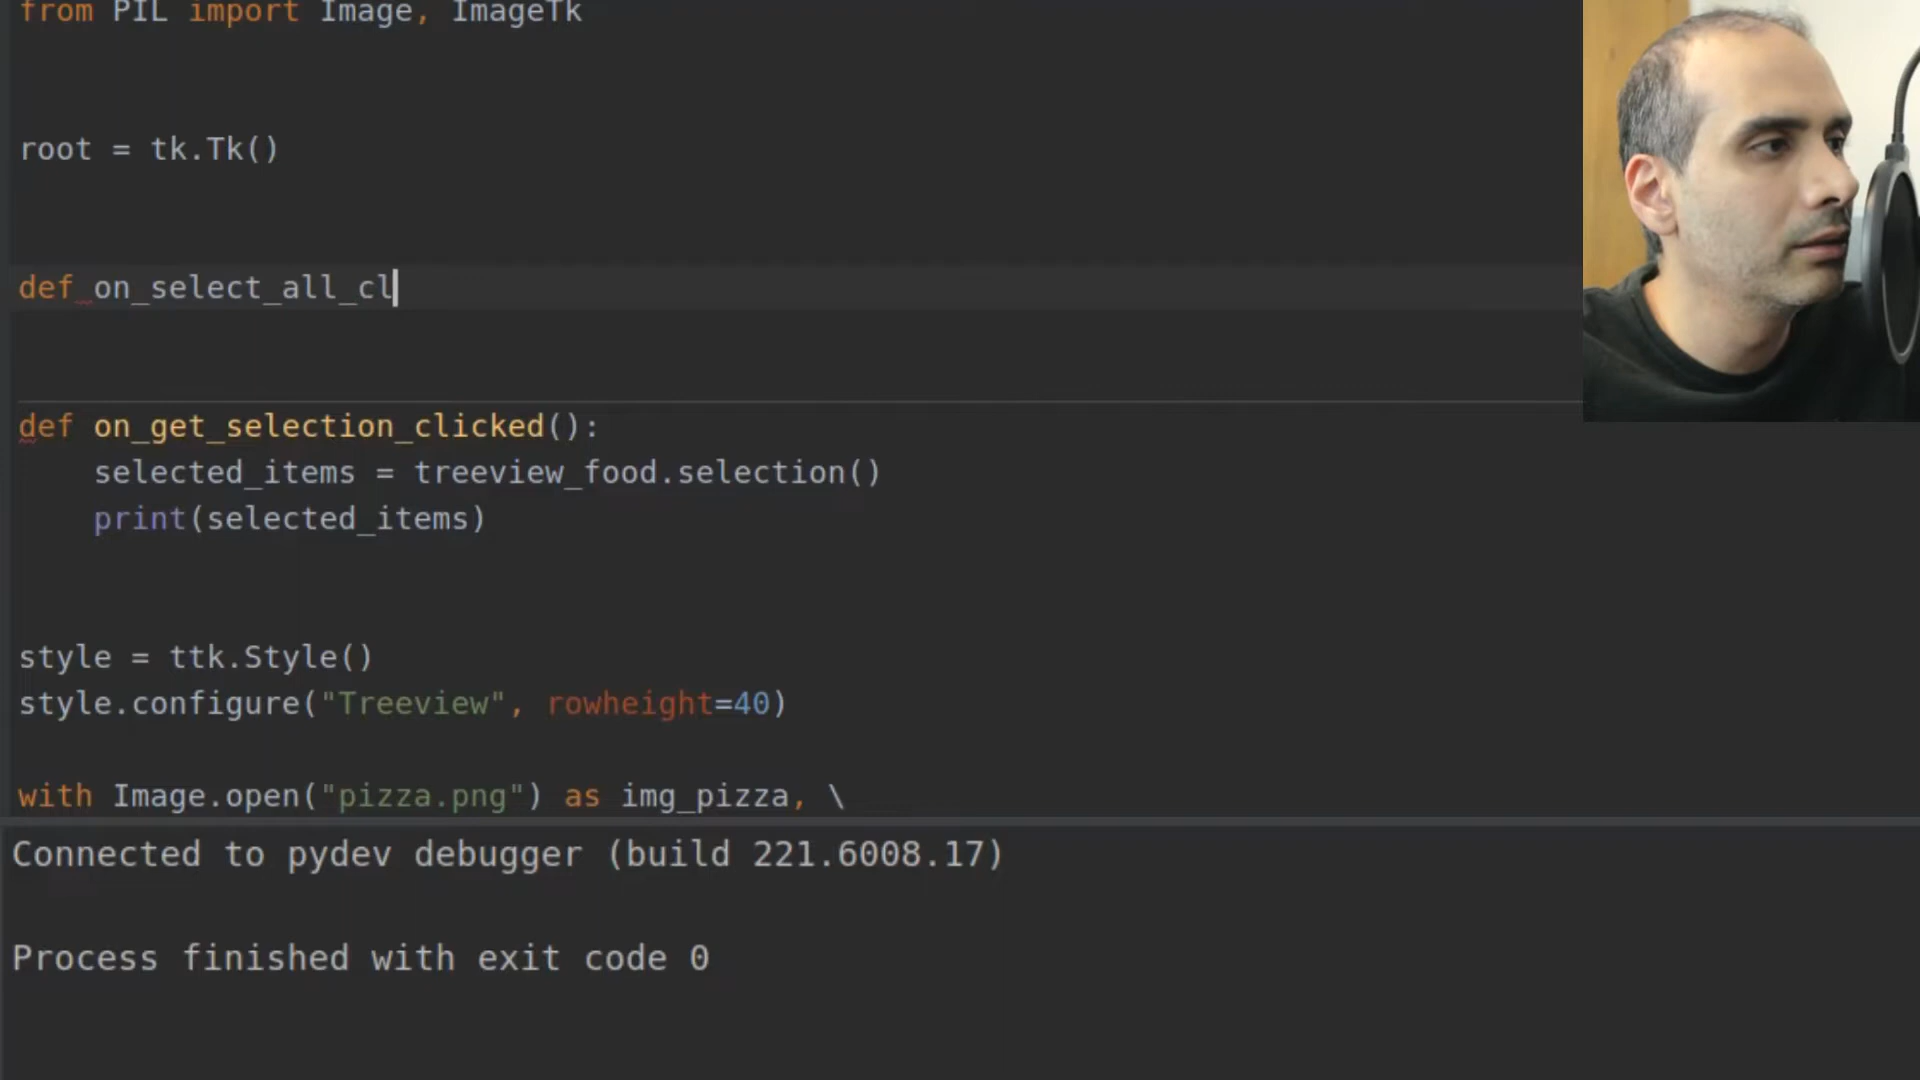 from PIL import Image, ImageTk
root = tk.Tk()
def on_select_all_cl
def on_get_selection_clicked():
selected_items = treeview_food.selection()
print(selected_items)
style = ttk.Style()
style.configure("Treeview", rowheight=40)
with Image.open("pizza.png") as img_pizza, \
Connected to pydev debugger (build 221.6008.17)
Process finished with exit code 0